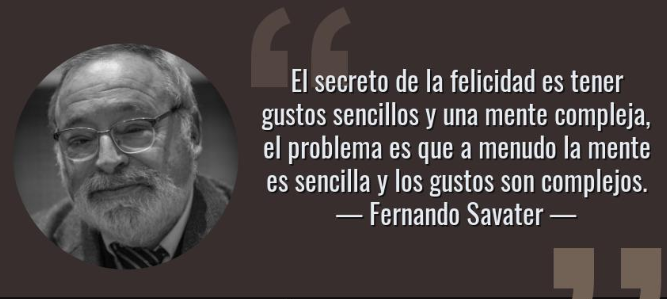 El secreto de la felicidad es tener
gustos sencillos y una mente compleja,
el problema es que a menudo la mente
es sencilla y los gustos son complejos.
— Fernando Savater —